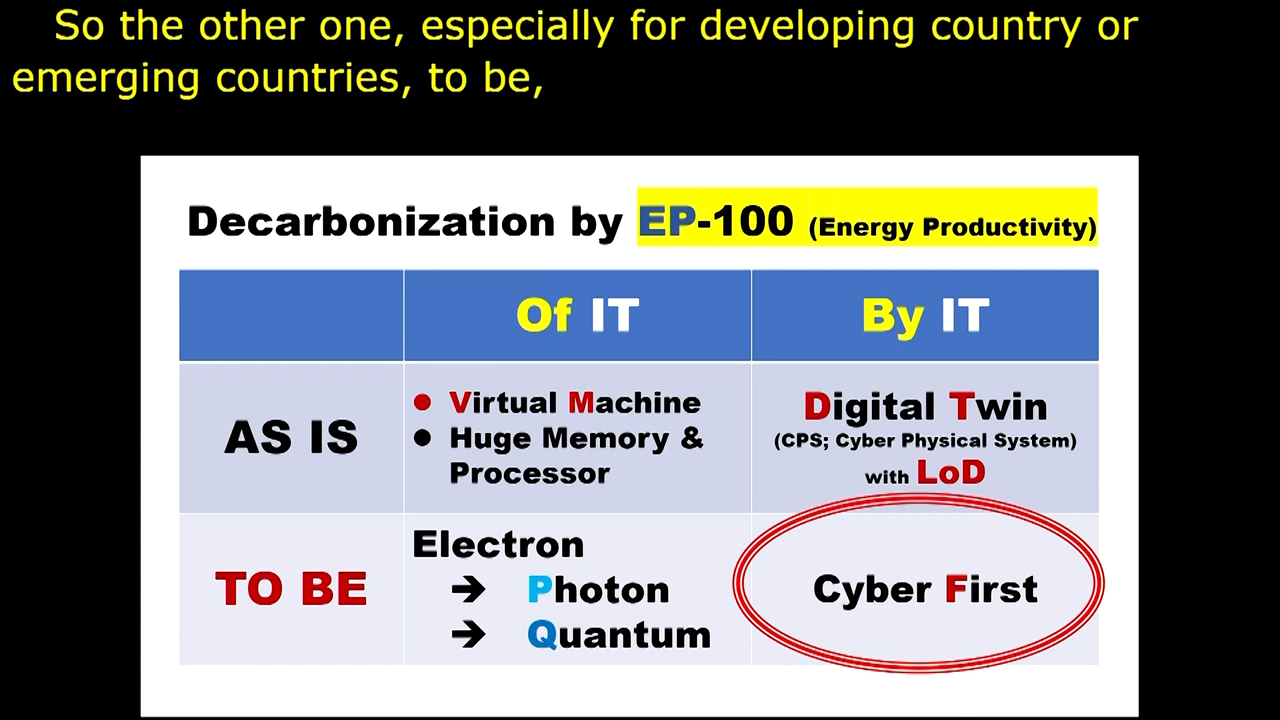 So the other one, especially for developing country or
emerging countries, to be,
Decarbonization by EP-100 (Energy Productivity)
Of IT
By IT
AS IS
● Virtual Machine
● Huge Memory &
Processor
Digital Twin
(CPS; Cyber Physical System)
with LoD
TO BE
Electron
→ Photon
→ Quantum
Cyber First